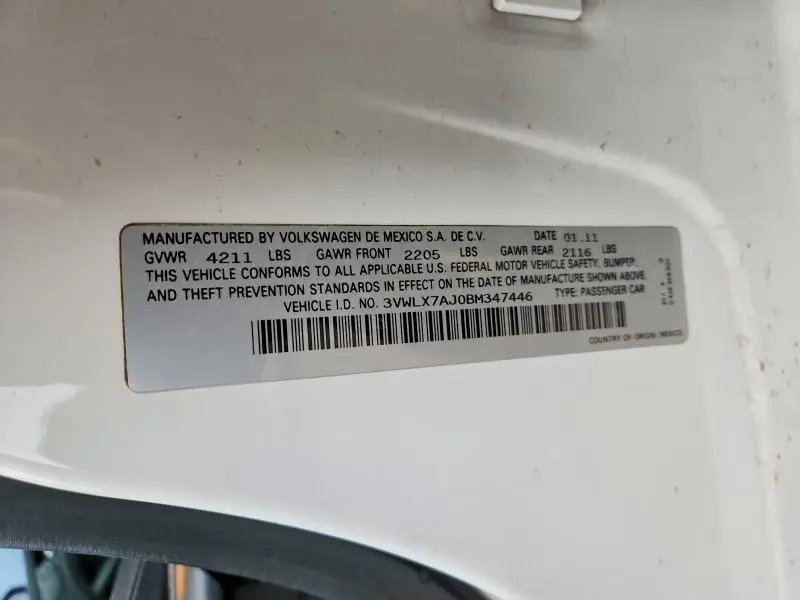 MANUFACTURED BY VOLKSWAGEN DE MEXICO S.A. DE C.V. DATE 01.11
GVWR 4211 LBS GAWR FRONT 2205 LBS GAWR REAR 2116 LBS
THIS VEHICLE CONFORMS TO ALL APPLICABLE U.S. FEDERAL MOTOR VEHICLE SAFETY, BUMPER,
AND THEFT PREVENTION STANDARDS IN EFFECT ON THE DATE OF MANUFACTURE SHOWN ABOVE.
VEHICLE I.D. NO. 3VWLX7AJ0BM347446 TYPE: PASSENGER CAR
COUNTRY OF ORIGIN: MEXICO